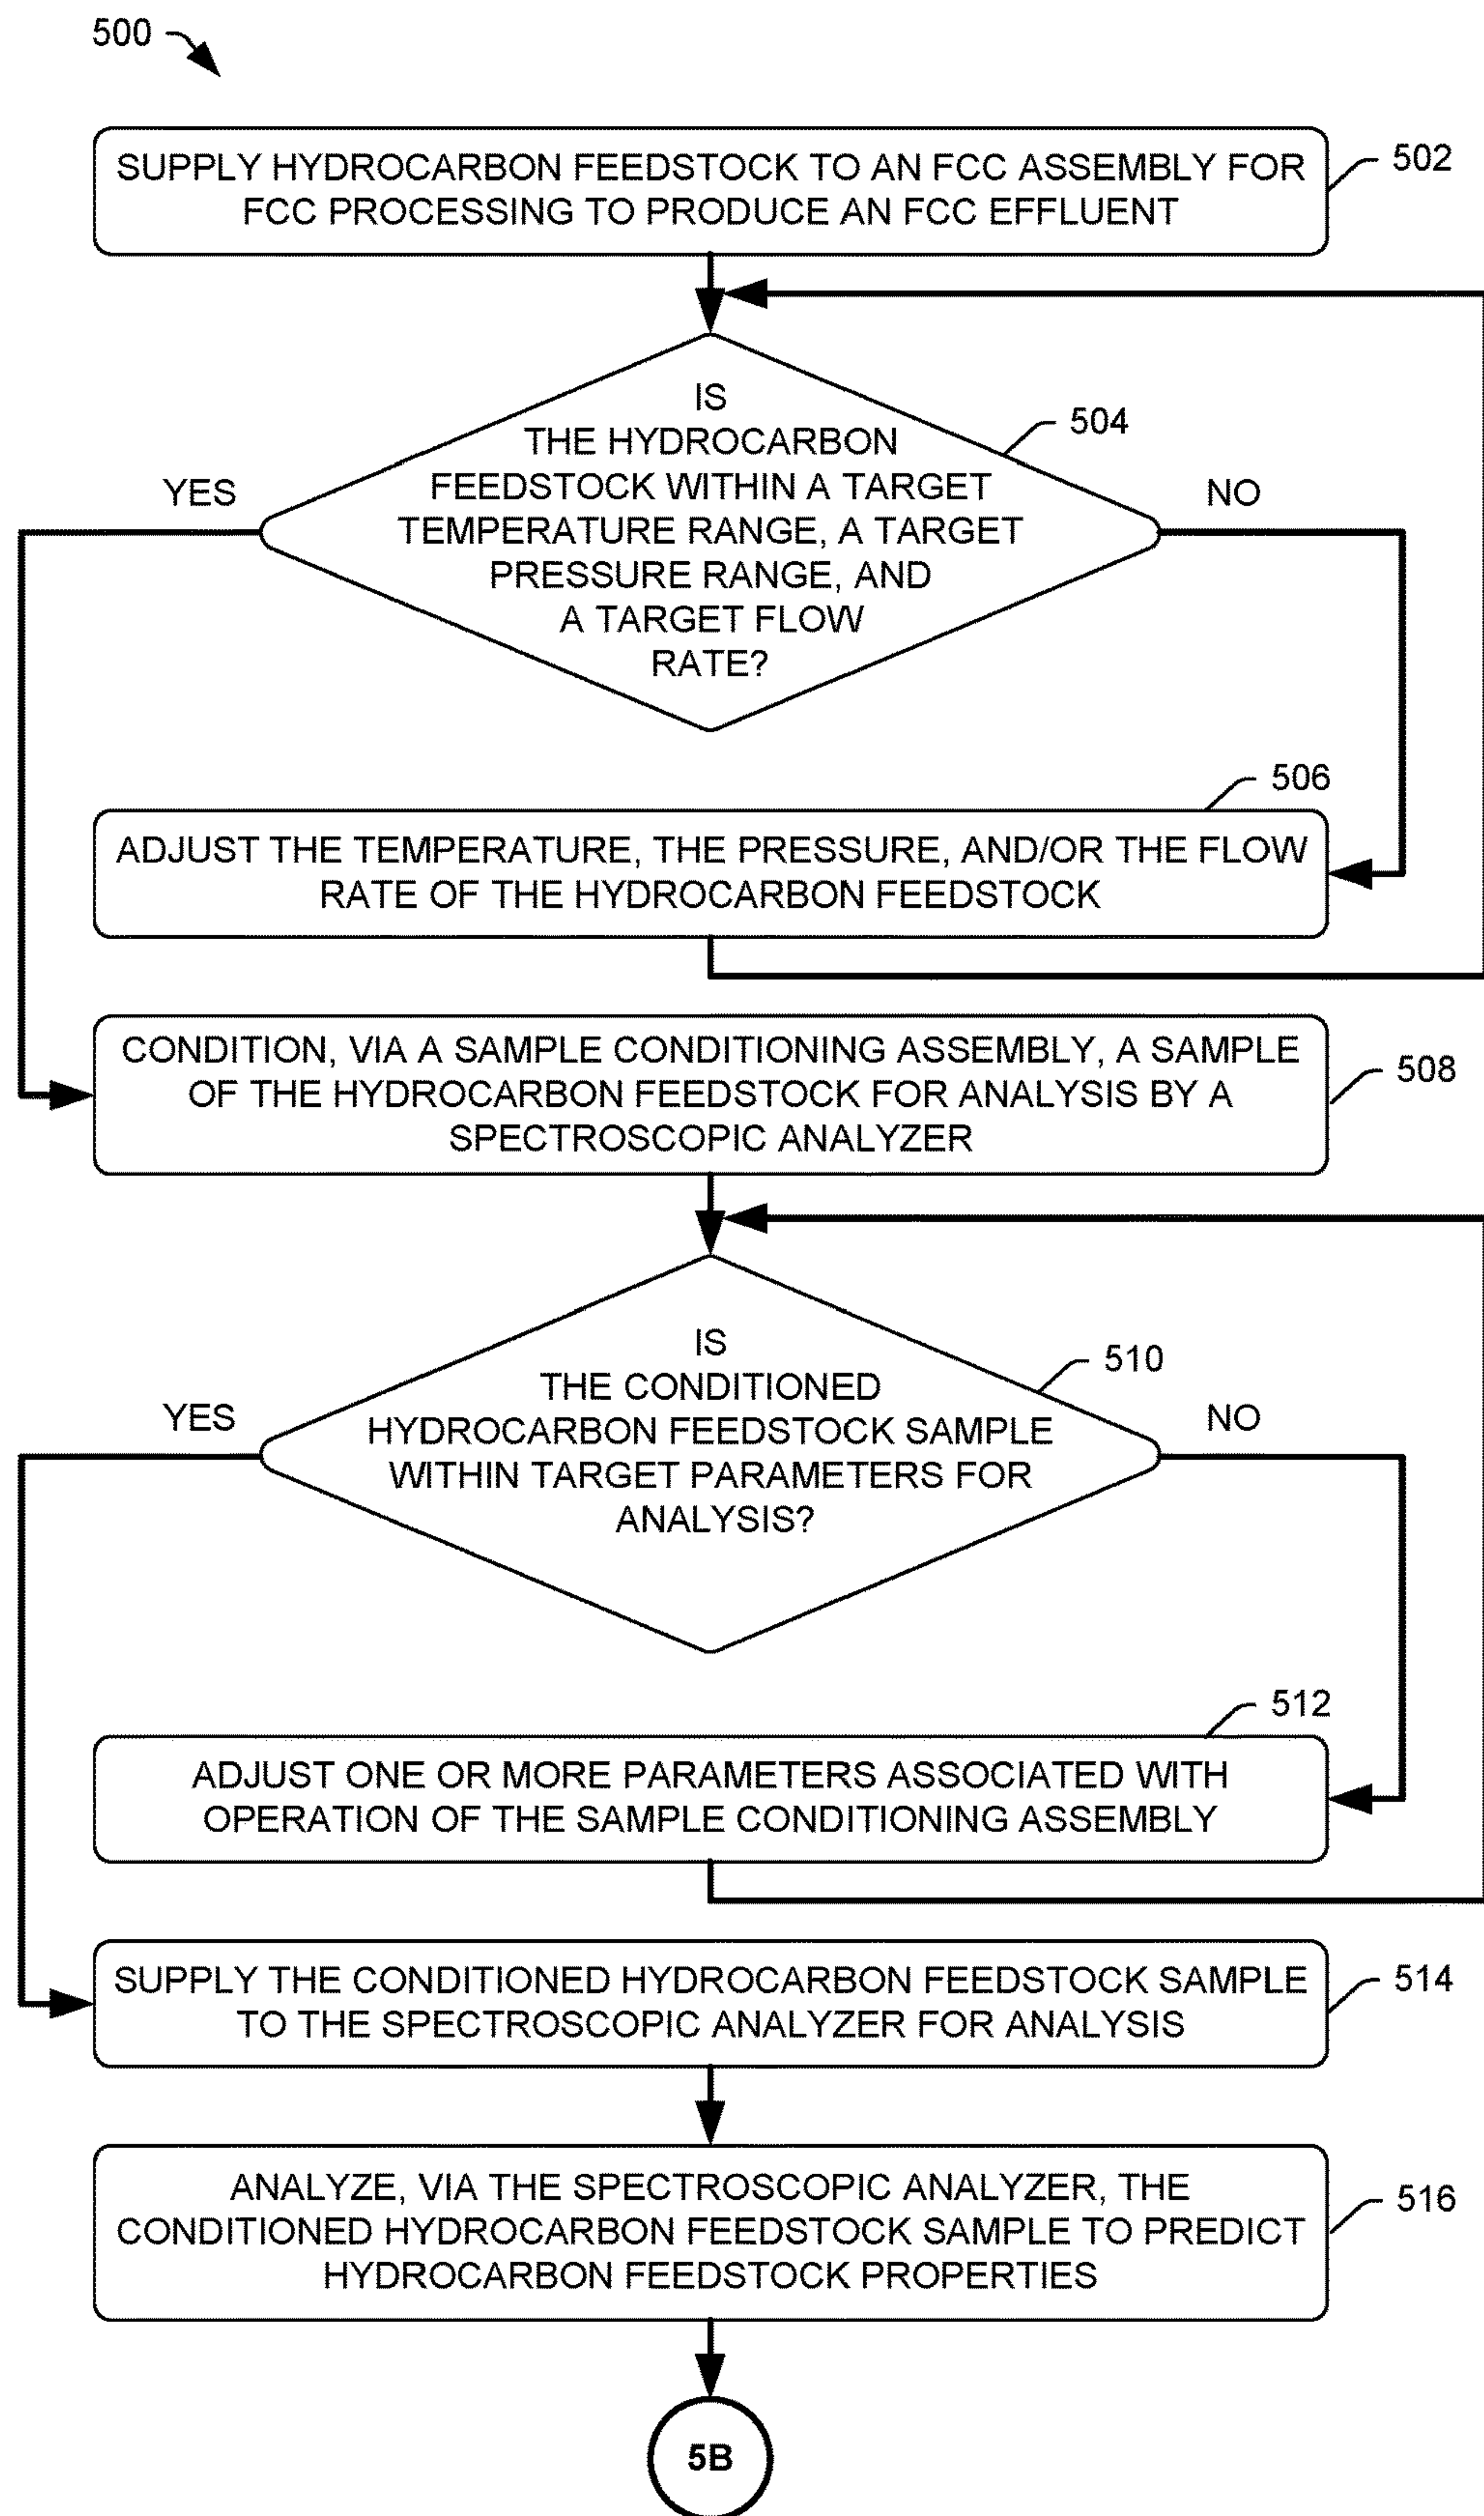 500
SUPPLY HYDROCARBON FEEDSTOCK TO AN FCC ASSEMBLY FOR
FCC PROCESSING TO PRODUCE AN FCC EFFLUENT
502
IS
THE HYDROCARBON
FEEDSTOCK WITHIN A TARGET
TEMPERATURE RANGE, A TARGET
PRESSURE RANGE, AND
A TARGET FLOW
RATE?
504
YES
NO
506
ADJUST THE TEMPERATURE, THE PRESSURE, AND/OR THE FLOW
RATE OF THE HYDROCARBON FEEDSTOCK
CONDITION, VIA A SAMPLE CONDITIONING ASSEMBLY, A SAMPLE
OF THE HYDROCARBON FEEDSTOCK FOR ANALYSIS BY A
SPECTROSCOPIC ANALYZER
508
IS
THE CONDITIONED
HYDROCARBON FEEDSTOCK SAMPLE
WITHIN TARGET PARAMETERS FOR
ANALYSIS?
510
YES
NO
512
ADJUST ONE OR MORE PARAMETERS ASSOCIATED WITH
OPERATION OF THE SAMPLE CONDITIONING ASSEMBLY
SUPPLY THE CONDITIONED HYDROCARBON FEEDSTOCK SAMPLE
TO THE SPECTROSCOPIC ANALYZER FOR ANALYSIS
514
ANALYZE, VIA THE SPECTROSCOPIC ANALYZER, THE
CONDITIONED HYDROCARBON FEEDSTOCK SAMPLE TO PREDICT
HYDROCARBON FEEDSTOCK PROPERTIES
516
5B